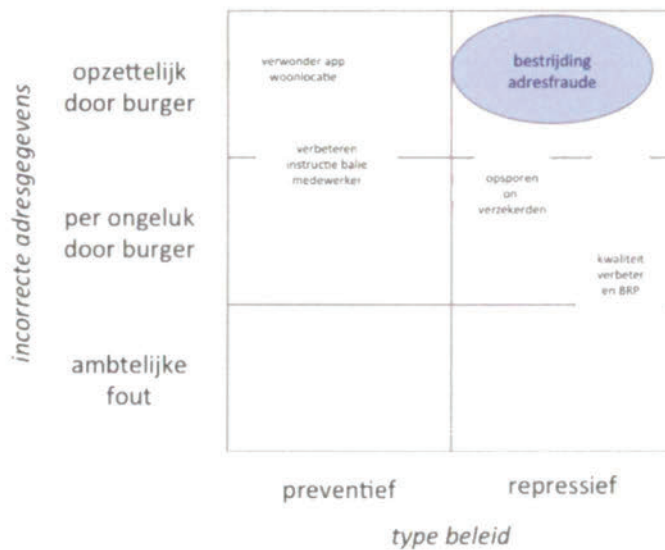 incorrecte adresgegevens
opzettelijk
door burger
verwonder app
woonlocatie
bestrijding
adresfraude
verbeteren
instructie balie
medewerker
per ongeluk
door burger
opsporen
on
verzekerden
kwaliteit
verbeter
en BRP
ambtelijke
fout
preventief
repressief
type beleid